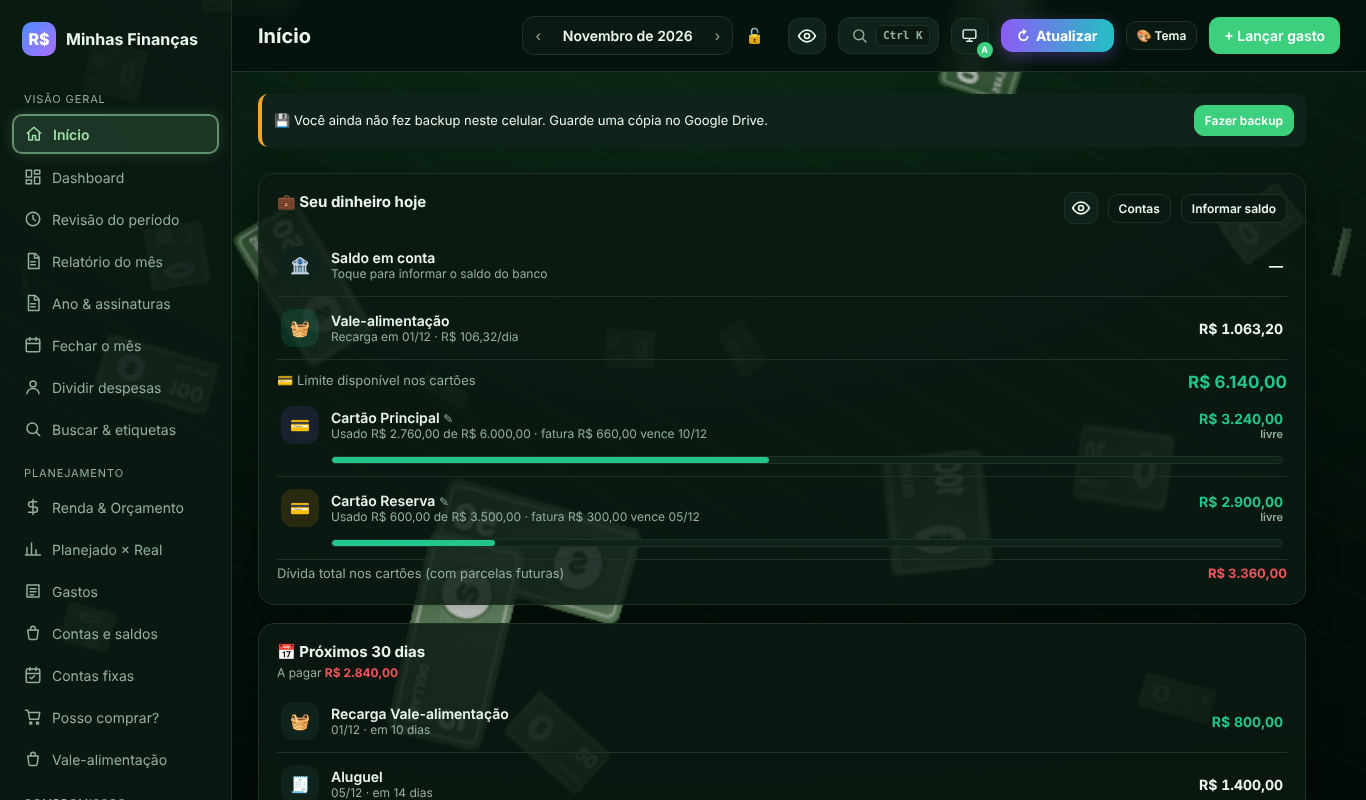 R$ Minhas Finanças
VISÃO GERAL
Início
Dashboard
Revisão do período
Relatório do mês
Ano & assinaturas
Fechar o mês
Dividir despesas
Buscar & etiquetas
PLANEJAMENTO
Renda & Orçamento
Planejado × Real
Gastos
Contas e saldos
Contas fixas
Posso comprar?
Vale-alimentação
Início
‹ Novembro de 2026 ›
Ctrl K
A
↻ Atualizar
🎨 Tema
+ Lançar gasto
💾 Você ainda não fez backup neste celular. Guarde uma cópia no Google Drive.
Fazer backup
💼 Seu dinheiro hoje
Contas
Informar saldo
Saldo em conta
Toque para informar o saldo do banco
—
Vale-alimentação
Recarga em 01/12 · R$ 106,32/dia
R$ 1.063,20
💳 Limite disponível nos cartões
R$ 6.140,00
Cartão Principal ✎
Usado R$ 2.760,00 de R$ 6.000,00 · fatura R$ 660,00 vence 10/12
R$ 3.240,00
livre
Cartão Reserva ✎
Usado R$ 600,00 de R$ 3.500,00 · fatura R$ 300,00 vence 05/12
R$ 2.900,00
livre
Dívida total nos cartões (com parcelas futuras)
R$ 3.360,00
📅 Próximos 30 dias
A pagar R$ 2.840,00
Recarga Vale-alimentação
01/12 · em 10 dias
R$ 800,00
Aluguel
05/12 · em 14 dias
R$ 1.400,00